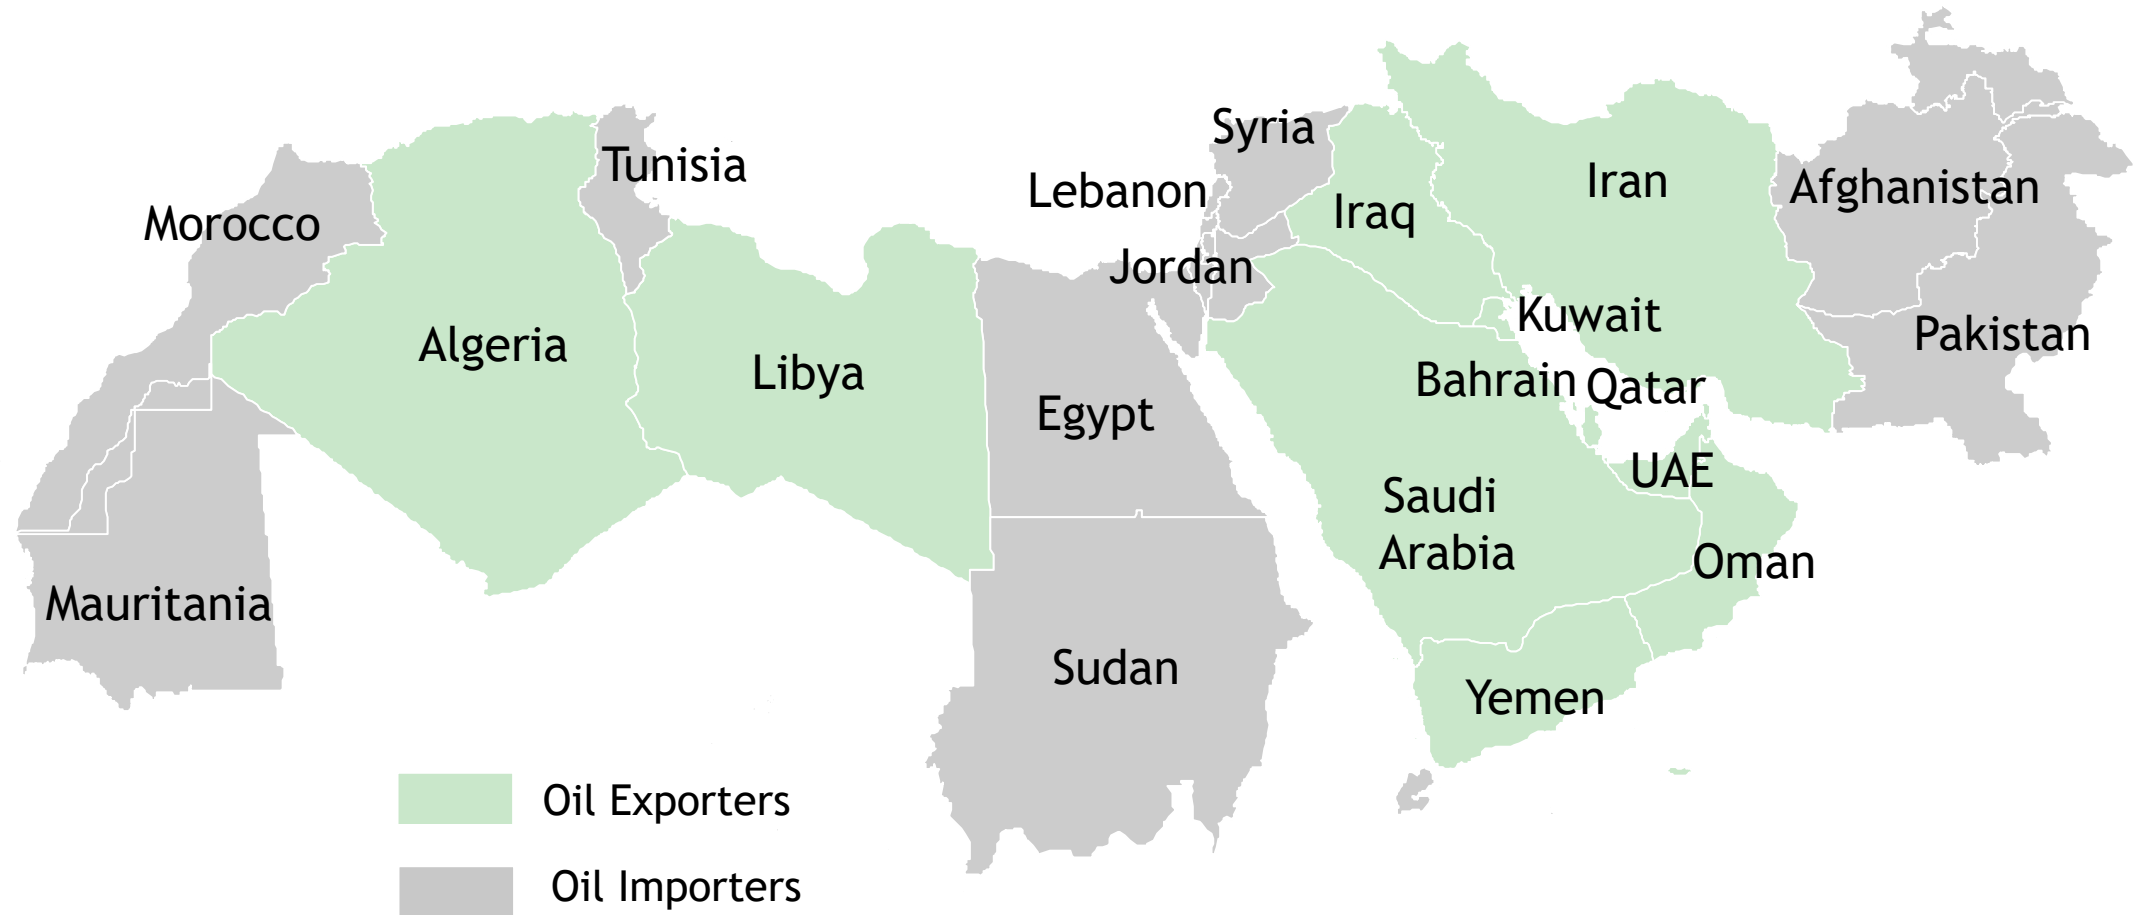 Syria
Tunisia
Lebanon
Iran
Afghanistan
Morocco
Iraq
Jordan
Kuwait
Pakistan
Algeria
Libya
Bahrain
Qatar
Egypt
UAE
Saudi
Arabia
Oman
Mauritania
Sudan
Yemen
Oil Exporters
Oil Importers